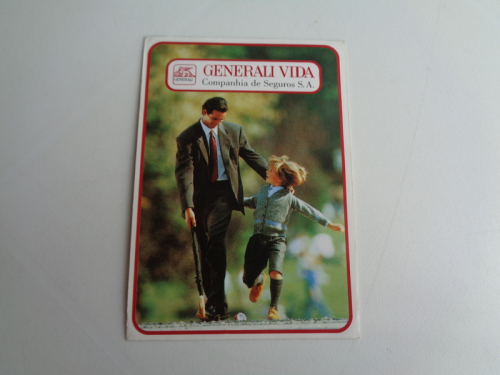 GENERALI
GENERALI VIDA
Companhia de Seguros S.A.